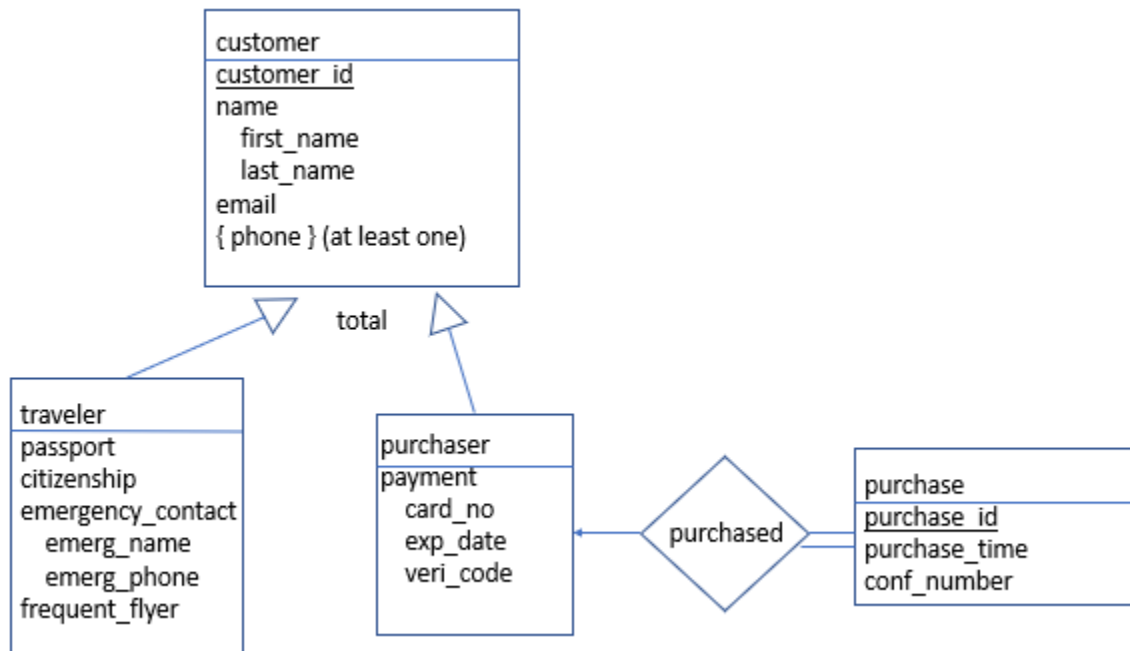 customer
customer_id
name
first_name
last_name
email
{ phone } (at least one)
total
traveler
passport
citizenship
emergency_contact
emerg_name
emerg_phone
frequent_flyer
purchaser
payment
card_no
exp_date
veri_code
purchased
purchase
purchase_id
purchase_time
conf_number